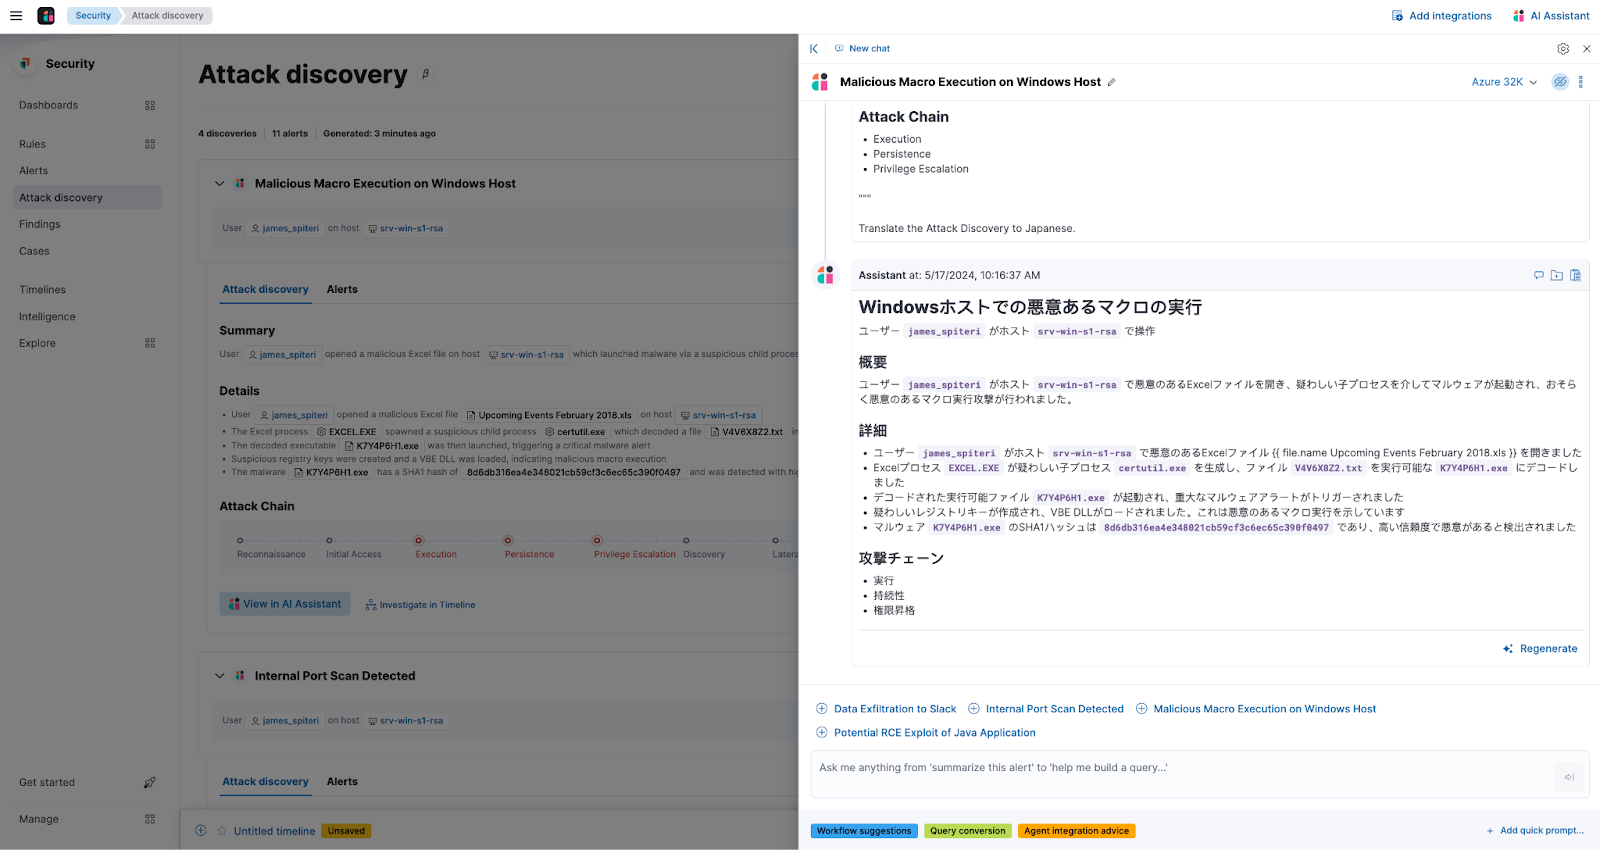 Security
Attack discovery
Add integrations
AI Assistant
Security
Dashboards
Rules
Alerts
Attack discovery
Findings
Cases
Timelines
Intelligence
Explore
Get started
Manage
Attack discovery β
4 discoveries
11 alerts
Generated: 3 minutes ago
Malicious Macro Execution on Windows Host
User james_spiteri on host srv-win-s1-rsa
Attack discovery
Alerts
Summary
User james_spiteri opened a malicious Excel file on host srv-win-s1-rsa which launched malware via a suspicious child
Details
• User james_spiteri opened a malicious Excel file Upcoming Events February 2018.xls on host srv-win-s1-rsa
• The Excel process EXCEL.EXE spawned a suspicious child process certutil.exe which decoded a file V4V6X8Z2.txt
• The decoded executable K7Y4P6H1.exe was then launched, triggering a critical malware alert
• Suspicious registry keys were created and a VBE DLL was loaded, indicating malicious macro execution
• The malware K7Y4P6H1.exe has a SHA1 hash of 8d6db316ea4e348021cb59cf3c6ec65c390f0497 and was detected with
Attack Chain
Reconnaissance
Initial Access
Execution
Persistence
Privilege Escalation
Discovery
View in AI Assistant
Investigate in Timeline
Internal Port Scan Detected
User james_spiteri on host srv-win-s1-rsa
Attack discovery
Alerts
Untitled timeline
Unsaved
New chat
Malicious Macro Execution on Windows Host
Azure 32K
Attack Chain
• Execution
• Persistence
• Privilege Escalation
"""
Translate the Attack Discovery to Japanese.
Assistant at: 5/17/2024, 10:16:37 AM
Windowsホストでの悪意あるマクロの実行
ユーザー james_spiteri がホスト srv-win-s1-rsa で操作
概要
ユーザー james_spiteri がホスト srv-win-s1-rsa で悪意のあるExcelファイルを開き、疑わしい子プロセスを介してマルウェアが起動され、おそら
く悪意のあるマクロ実行攻撃が行われました。
詳細
• ユーザー james_spiteri がホスト srv-win-s1-rsa で悪意のあるExcelファイル {{ file.name Upcoming Events February 2018.xls }} を開きました
• Excelプロセス EXCEL.EXE が疑わしい子プロセス certutil.exe を生成し、ファイル V4V6X8Z2.txt を実行可能な K7Y4P6H1.exe にデコードし
ました
• デコードされた実行可能ファイル K7Y4P6H1.exe が起動され、重大なマルウェアアラートがトリガーされました
• 疑わしいレジストリキーが作成され、VBE DLLがロードされました。これは悪意のあるマクロ実行を示しています
• マルウェア K7Y4P6H1.exe のSHA1ハッシュは 8d6db316ea4e348021cb59cf3c6ec65c390f0497 であり、高い信頼度で悪意があると検出されました
攻撃チェーン
• 実行
• 持続性
• 権限昇格
Regenerate
Data Exfiltration to Slack
Internal Port Scan Detected
Malicious Macro Execution on Windows Host
Potential RCE Exploit of Java Application
Ask me anything from 'summarize this alert' to 'help me build a query...'
Workflow suggestions
Query conversion
Agent integration advice
Add quick prompt...